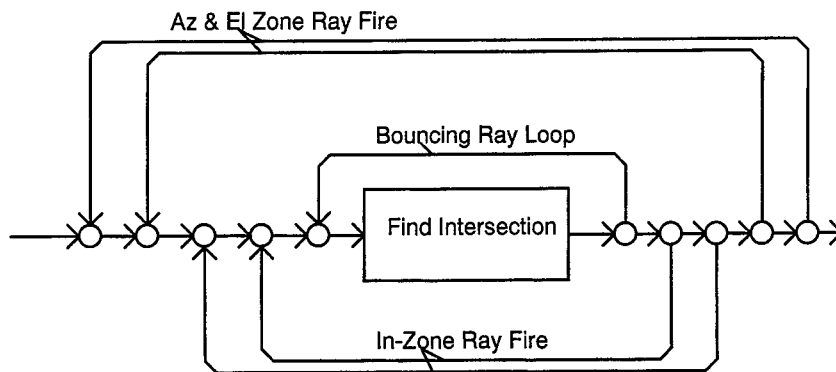 Az & El Zone Ray Fire
Bouncing Ray Loop
Find Intersection
In-Zone Ray Fire